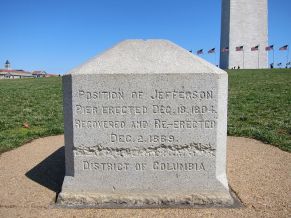 POSITION OF JEFFERSON
PIER ERECTED DEC. 18, 1804.
RECOVERED AND RE-ERECTED
DEC. 2, 1889.
DISTRICT OF COLUMBIA